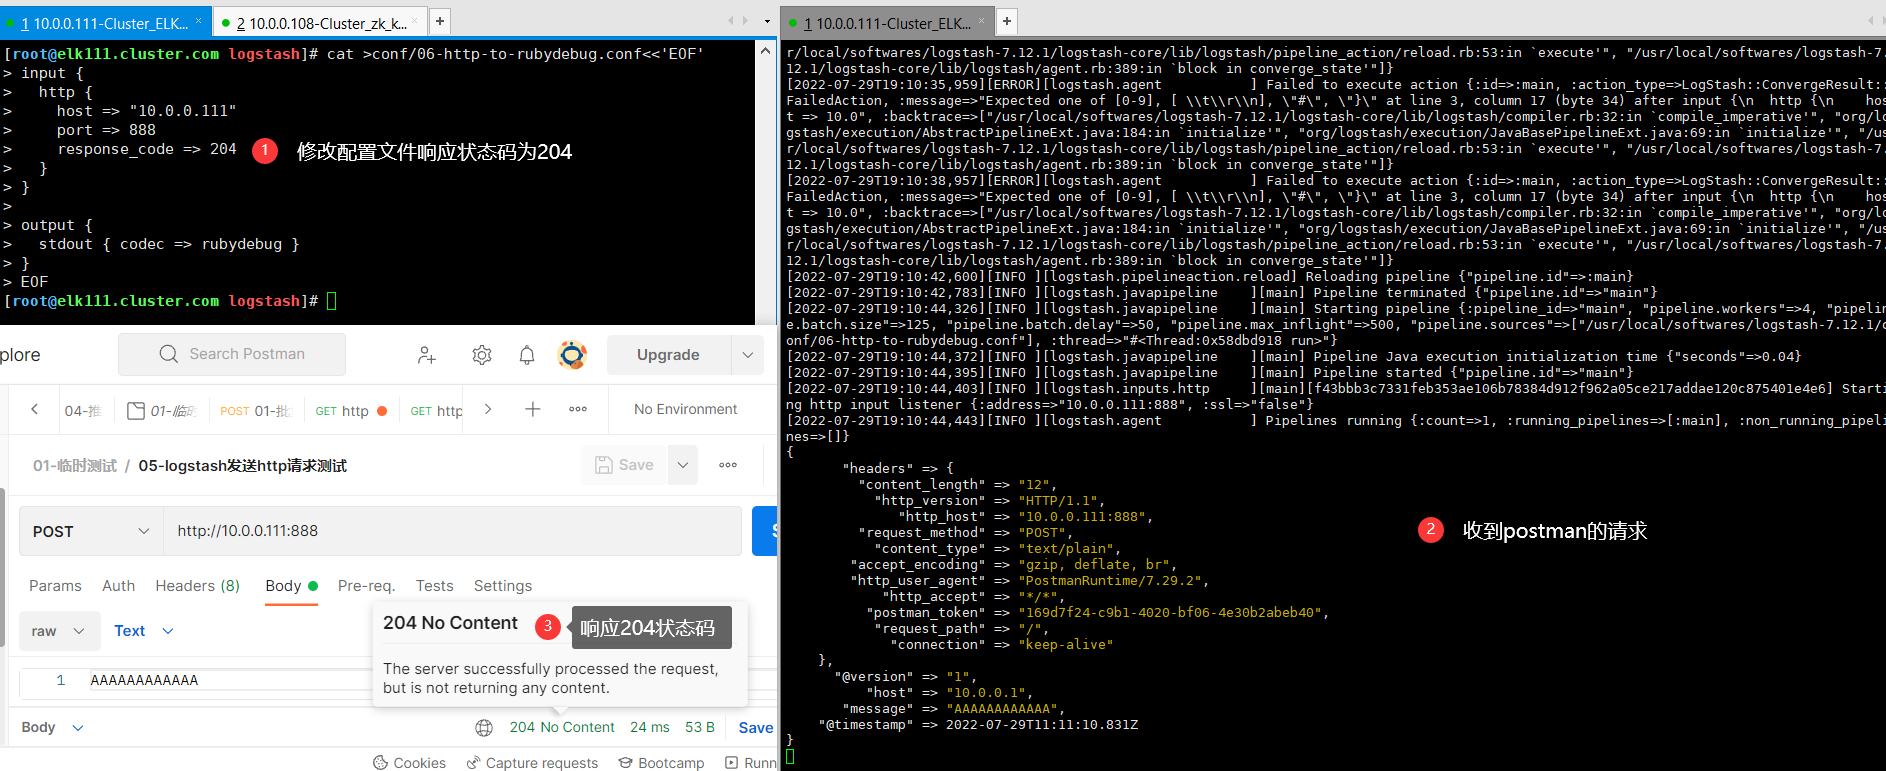 1 10.0.0.111-Cluster_ELK...
2 10.0.0.108-Cluster_zk_k...
[root@elk111.cluster.com logstash]# cat >conf/06-http-to-rubydebug.conf<<'EOF'
> input {
>   http {
>     host => "10.0.0.111"
>     port => 888
>     response_code => 204
1 修改配置文件响应状态码为204
>   }
> }
>
> output {
>   stdout { codec => rubydebug }
> }
> EOF
[root@elk111.cluster.com logstash]#
plore
Search Postman
Upgrade
04-推
01-临时
POST 01-批
GET http
GET http
No Environment
01-临时测试 / 05-logstash发送http请求测试
Save
POST
http://10.0.0.111:888
S
Params Auth Headers (8) Body Pre-req. Tests Settings
raw
Text
204 No Content
3 响应204状态码
The server successfully processed the request,
but is not returning any content.
1 AAAAAAAAAAAA
Body
204 No Content 24 ms 53 B Save
Cookies Capture requests Bootcamp Runn
1 10.0.0.111-Cluster_ELK...
r/local/softwares/logstash-7.12.1/logstash-core/lib/logstash/pipeline_action/reload.rb:53:in `execute'", "/usr/local/softwares/logstash-7.
12.1/logstash-core/lib/logstash/agent.rb:389:in `block in converge_state'"]}
[2022-07-29T19:10:35,959][ERROR][logstash.agent           ] Failed to execute action {:id=>:main, :action_type=>LogStash::ConvergeResult::
FailedAction, :message=>"Expected one of [0-9], [ \\t\\r\\n], \"#\", \"}\" at line 3, column 17 (byte 34) after input {\n  http {\n    hos
t => 10.0", :backtrace=>["/usr/local/softwares/logstash-7.12.1/logstash-core/lib/logstash/compiler.rb:32:in `compile_imperative'", "org/lo
gstash/execution/AbstractPipelineExt.java:184:in `initialize'", "org/logstash/execution/JavaBasePipelineExt.java:69:in `initialize'", "/us
r/local/softwares/logstash-7.12.1/logstash-core/lib/logstash/pipeline_action/reload.rb:53:in `execute'", "/usr/local/softwares/logstash-7.
12.1/logstash-core/lib/logstash/agent.rb:389:in `block in converge_state'"]}
[2022-07-29T19:10:38,957][ERROR][logstash.agent           ] Failed to execute action {:id=>:main, :action_type=>LogStash::ConvergeResult::
FailedAction, :message=>"Expected one of [0-9], [ \\t\\r\\n], \"#\", \"}\" at line 3, column 17 (byte 34) after input {\n  http {\n    hos
t => 10.0", :backtrace=>["/usr/local/softwares/logstash-7.12.1/logstash-core/lib/logstash/compiler.rb:32:in `compile_imperative'", "org/lo
gstash/execution/AbstractPipelineExt.java:184:in `initialize'", "org/logstash/execution/JavaBasePipelineExt.java:69:in `initialize'", "/us
r/local/softwares/logstash-7.12.1/logstash-core/lib/logstash/pipeline_action/reload.rb:53:in `execute'", "/usr/local/softwares/logstash-7.
12.1/logstash-core/lib/logstash/agent.rb:389:in `block in converge_state'"]}
[2022-07-29T19:10:42,600][INFO ][logstash.pipelineaction.reload] Reloading pipeline {"pipeline.id"=>:main}
[2022-07-29T19:10:42,783][INFO ][logstash.javapipeline    ][main] Pipeline terminated {"pipeline.id"=>"main"}
[2022-07-29T19:10:44,326][INFO ][logstash.javapipeline    ][main] Starting pipeline {:pipeline_id=>"main", "pipeline.workers"=>4, "pipelin
e.batch.size"=>125, "pipeline.batch.delay"=>50, "pipeline.max_inflight"=>500, "pipeline.sources"=>["/usr/local/softwares/logstash-7.12.1/c
onf/06-http-to-rubydebug.conf"], :thread=>"#<Thread:0x58dbd918 run>"}
[2022-07-29T19:10:44,372][INFO ][logstash.javapipeline    ][main] Pipeline Java execution initialization time {"seconds"=>0.04}
[2022-07-29T19:10:44,395][INFO ][logstash.javapipeline    ][main] Pipeline started {"pipeline.id"=>"main"}
[2022-07-29T19:10:44,403][INFO ][logstash.inputs.http     ][main][f43bbb3c7331feb353ae106b78384d912f962a05ce217addae120c875401e4e6] Starti
ng http input listener {:address=>"10.0.0.111:888", :ssl=>"false"}
[2022-07-29T19:10:44,443][INFO ][logstash.agent           ] Pipelines running {:count=>1, :running_pipelines=>[:main], :non_running_pipeli
nes=>[]}
{
"headers" => {
"content_length" => "12",
"http_version" => "HTTP/1.1",
"http_host" => "10.0.0.111:888",
"request_method" => "POST",
2 收到postman的请求
"content_type" => "text/plain",
"accept_encoding" => "gzip, deflate, br",
"http_user_agent" => "PostmanRuntime/7.29.2",
"http_accept" => "*/*",
"postman_token" => "169d7f24-c9b1-4020-bf06-4e30b2abeb40",
"request_path" => "/",
"connection" => "keep-alive"
},
"@version" => "1",
"host" => "10.0.0.1",
"message" => "AAAAAAAAAAAA",
"@timestamp" => 2022-07-29T11:11:10.831Z
}